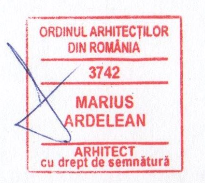 ORDINUL ARHITECȚILOR
DIN ROMÂNIA
3742
MARIUS
ARDELEAN
ARHITECT
cu drept de semnătură